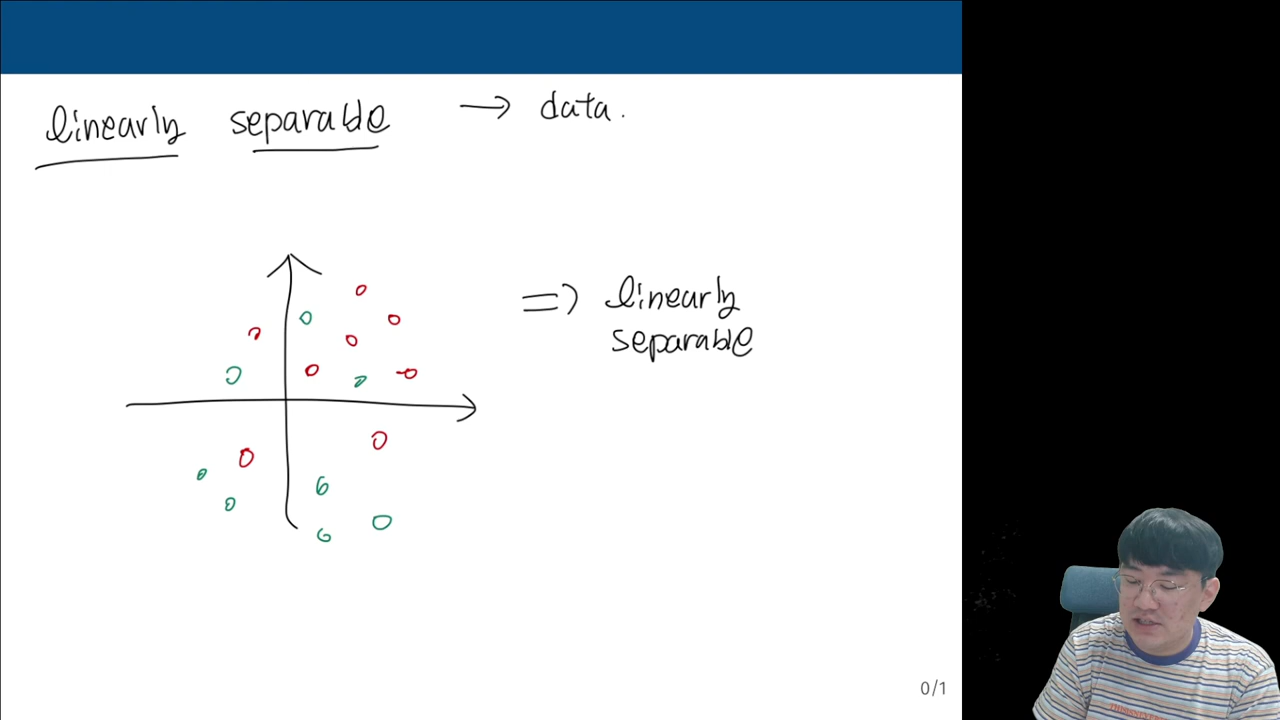 linearly separable → data.
⇒ linearly
separable
0/1